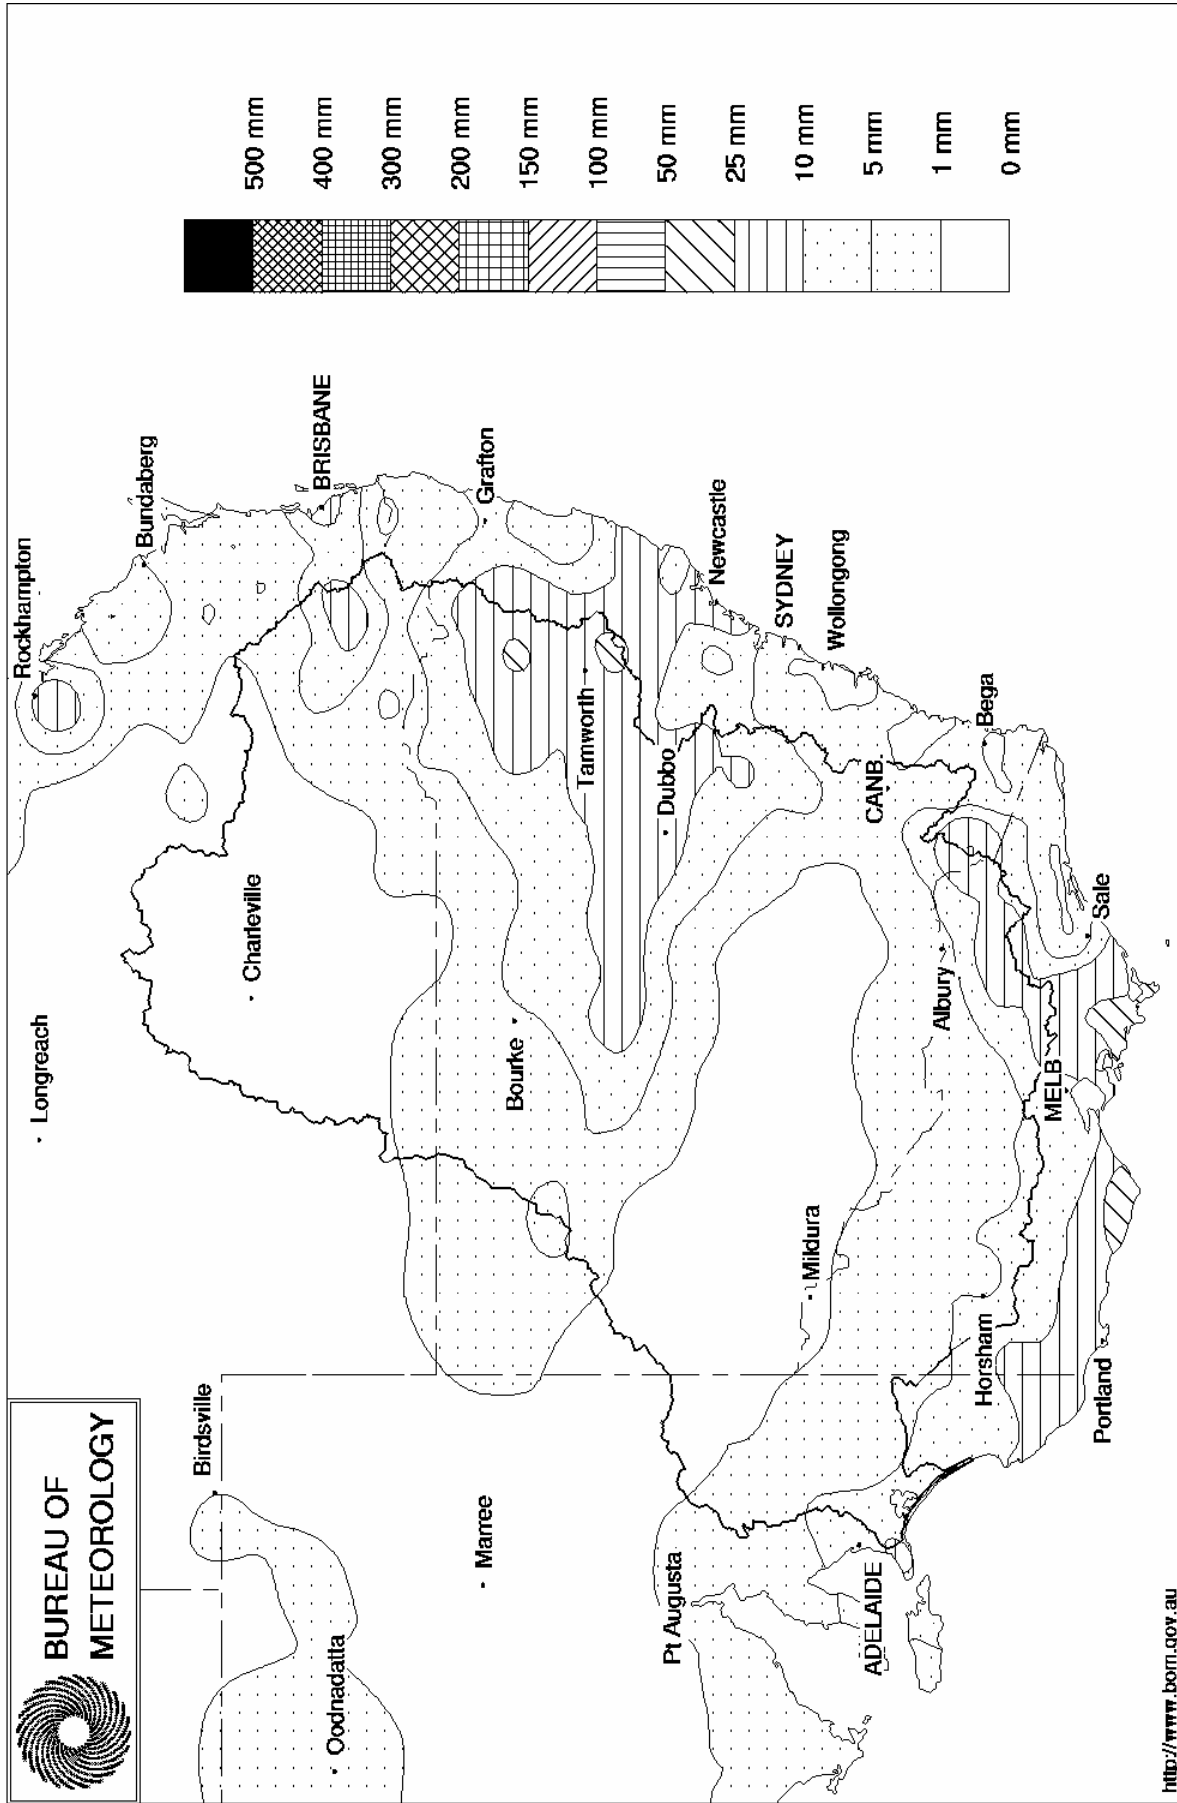 BUREAU OF
METEOROLOGY
500 mm
400 mm
300 mm
200 mm
150 mm
100 mm
50 mm
25 mm
10 mm
5 mm
1 mm
0 mm
Rockhampton
Longreach
Bundaberg
Birdsville
Charleville
BRISBANE
Oodnadatta
Marree
Bourke
Grafton
Tamworth
Pt Augusta
Dubbo
Newcastle
SYDNEY
Mildura
Wollongong
ADELAIDE
CANB.
Albury
Horsham
Bega
MELB
Portland
Sale
http://www.bom.gov.au